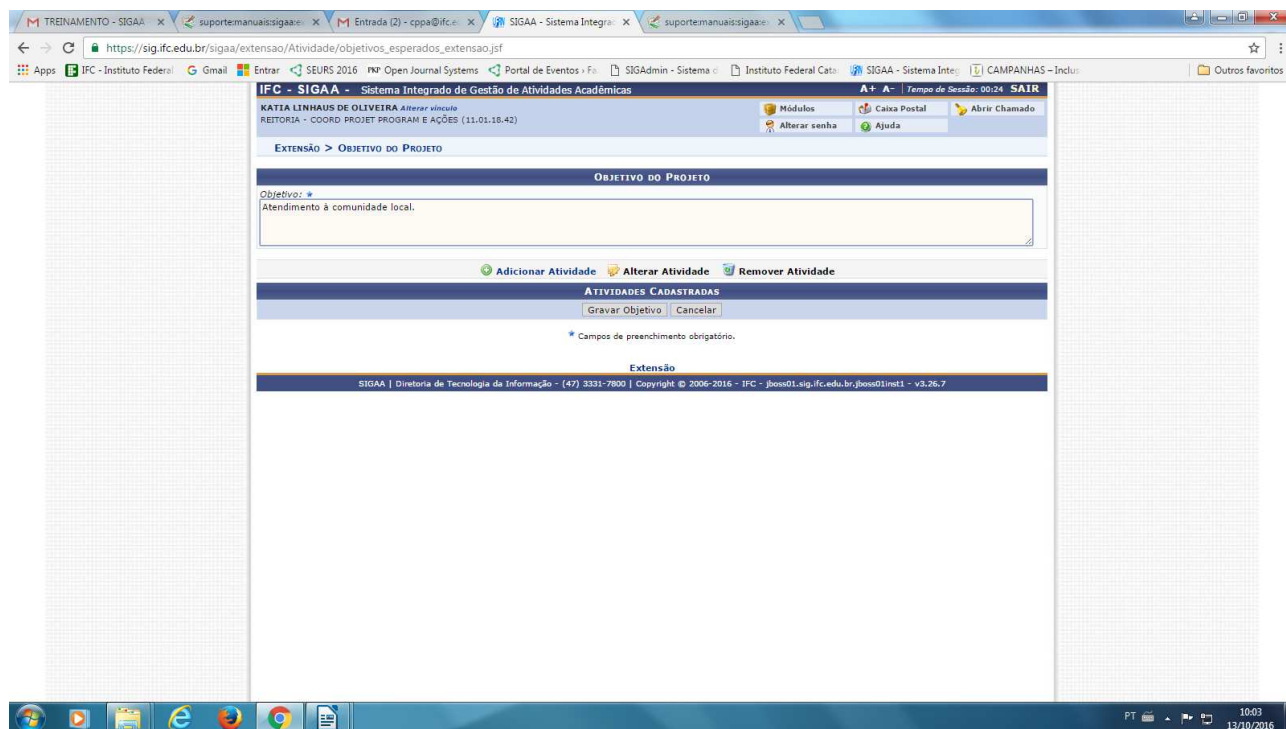 TREINAMENTO - SIGAA
suporte:manuais:sigaa:e
Entrada (2) - cppa@ifc.e
SIGAA - Sistema Integra
suporte:manuais:sigaa:e
https://sig.ifc.edu.br/sigaa/extensao/Atividade/objetivos_esperados_extensao.jsf
Apps IFC - Instituto Federal Gmail Entrar SEURS 2016 PKP Open Journal Systems Portal de Eventos › Fa SIGAdmin - Sistema d Instituto Federal Cata SIGAA - Sistema Integ CAMPANHAS – Inclus Outros favoritos
IFC - SIGAA - Sistema Integrado de Gestão de Atividades Acadêmicas A+ A- Tempo de Sessão: 00:24 SAIR
KATIA LINHAUS DE OLIVEIRA Alterar vínculo
REITORIA - COORD PROJET PROGRAM E AÇÕES (11.01.18.42)
Módulos Caixa Postal Abrir Chamado
Alterar senha Ajuda
EXTENSÃO > OBJETIVO DO PROJETO
OBJETIVO DO PROJETO
Objetivo:
Atendimento à comunidade local.
Adicionar Atividade Alterar Atividade Remover Atividade
ATIVIDADES CADASTRADAS
Gravar Objetivo Cancelar
Campos de preenchimento obrigatório.
Extensão
SIGAA | Diretoria de Tecnologia da Informação - (47) 3331-7800 | Copyright © 2006-2016 - IFC - jboss01.sig.ifc.edu.br.jboss01inst1 - v3.26.7
PT
10:03
13/10/2016